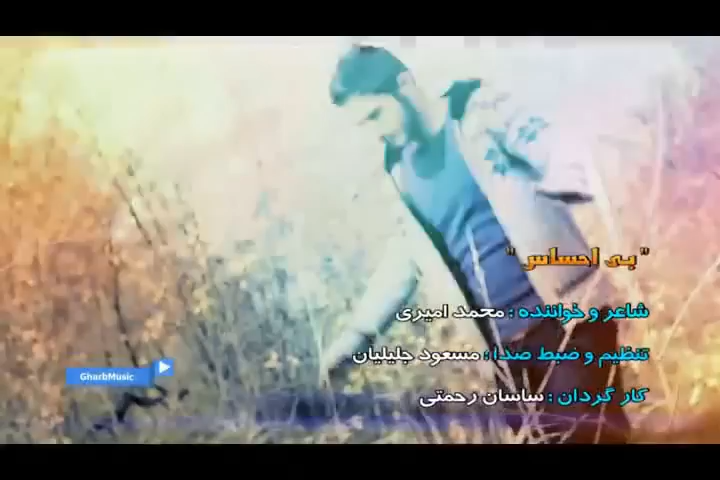 "بی احساس"
شاعر و خواننده : محمد امیری
تنظیم و ضبط صدا : مسعود جلیلیان
کار گردان : ساسان رحمتی
GharbMusic